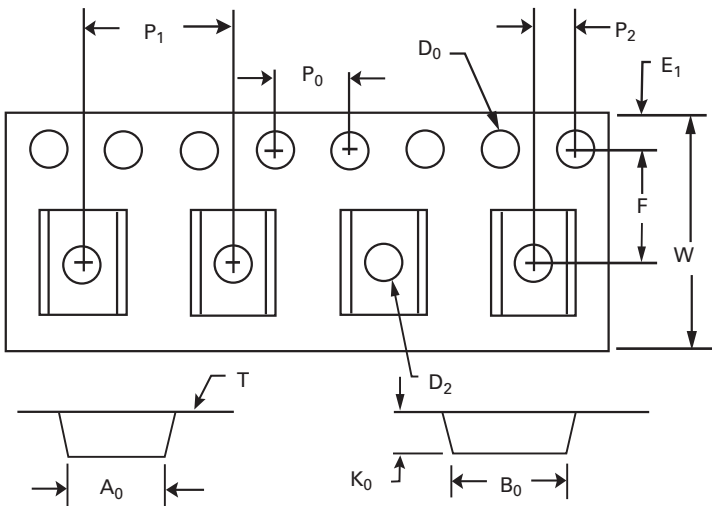 P₁
P₀
D₀
P₂
E₁
F
W
T
D₂
A₀
K₀
B₀